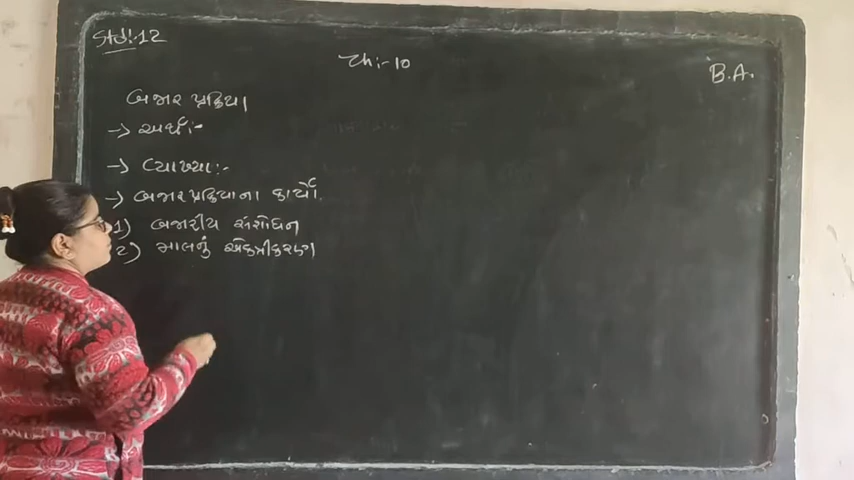 Std:-12
Ch:-10
B.A.
બજાર પ્રક્રિયા
→ અર્થ:-
→ વ્યાખ્યા:-
→ બજાર પ્રક્રિયાના કાર્યો.
1) બજારીય સંશોધન
2) માલનું એકત્રીકરણ